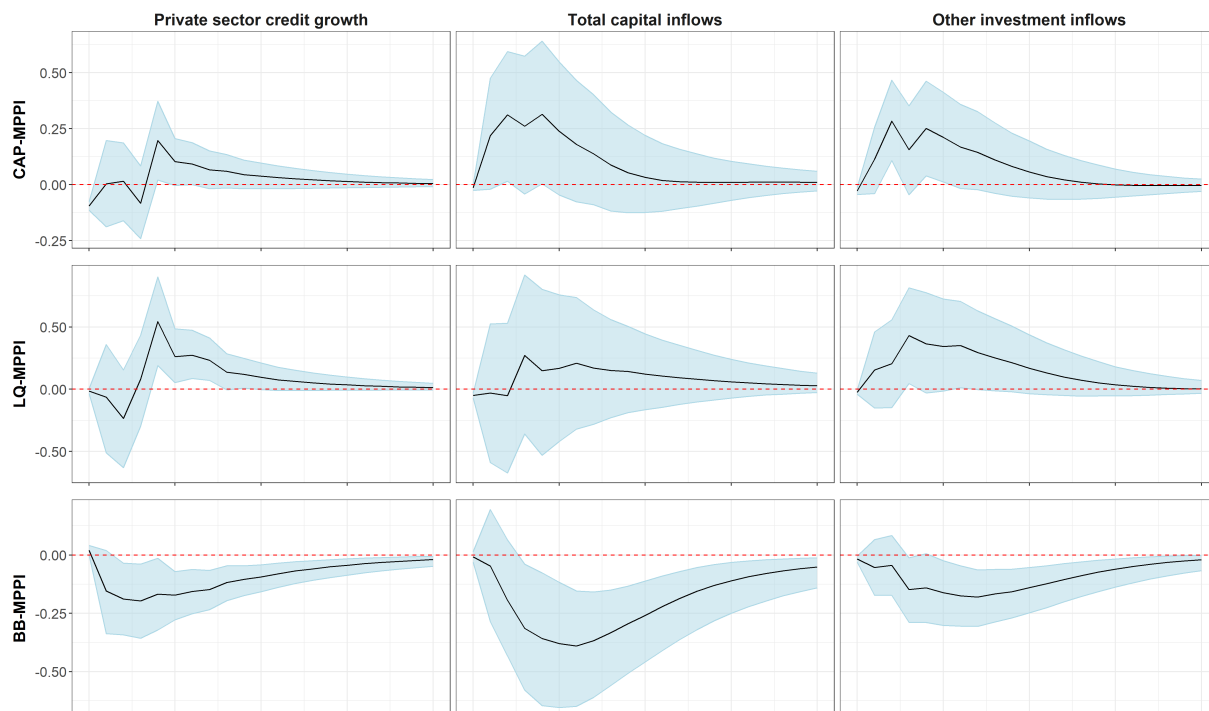 Private sector credit growth
Total capital inflows
Other investment inflows
CAP-MPPI
0.50
0.25
0.00
-0.25
LQ-MPPI
0.50
0.00
-0.50
BB-MPPI
0.00
-0.25
-0.50